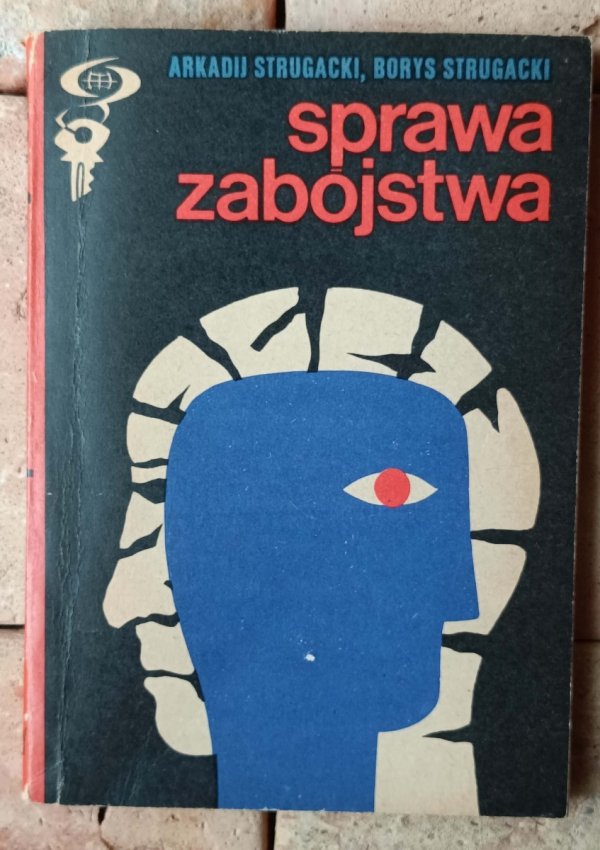 ARKADIJ STRUGACKI, BORYS STRUGACKI
sprawa
zabójstwa